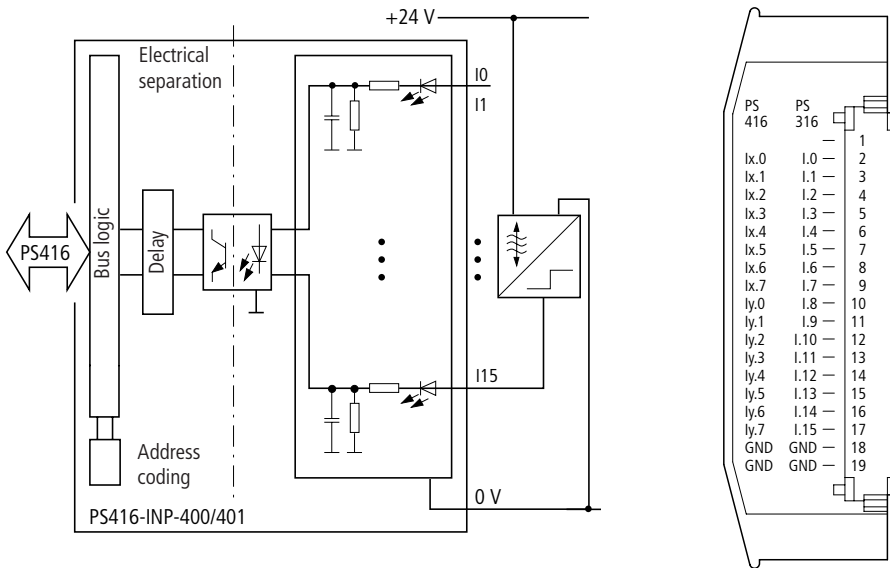 +24 V
Electrical
separation
I0
I1
Bus logic
Delay
PS416
I15
Address
coding
0 V
PS416-INP-400/401
PS PS
416 316
1
Ix.0 I.0 2
Ix.1 I.1 3
Ix.2 I.2 4
Ix.3 I.3 5
Ix.4 I.4 6
Ix.5 I.5 7
Ix.6 I.6 8
Ix.7 I.7 9
Iy.0 I.8 10
Iy.1 I.9 11
Iy.2 I.10 12
Iy.3 I.11 13
Iy.4 I.12 14
Iy.5 I.13 15
Iy.6 I.14 16
Iy.7 I.15 17
GND GND 18
GND GND 19